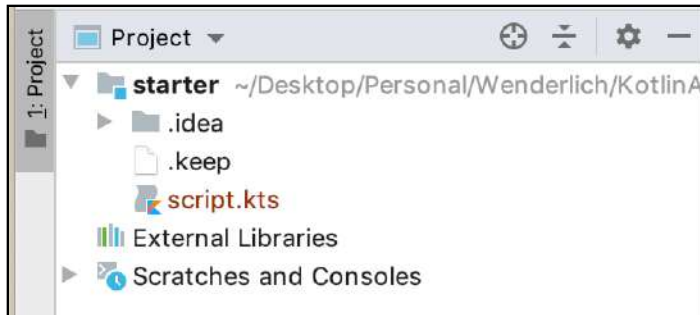 1: Project
Project
starter ~/Desktop/Personal/Wenderlich/KotlinA
.idea
.keep
script.kts
External Libraries
Scratches and Consoles